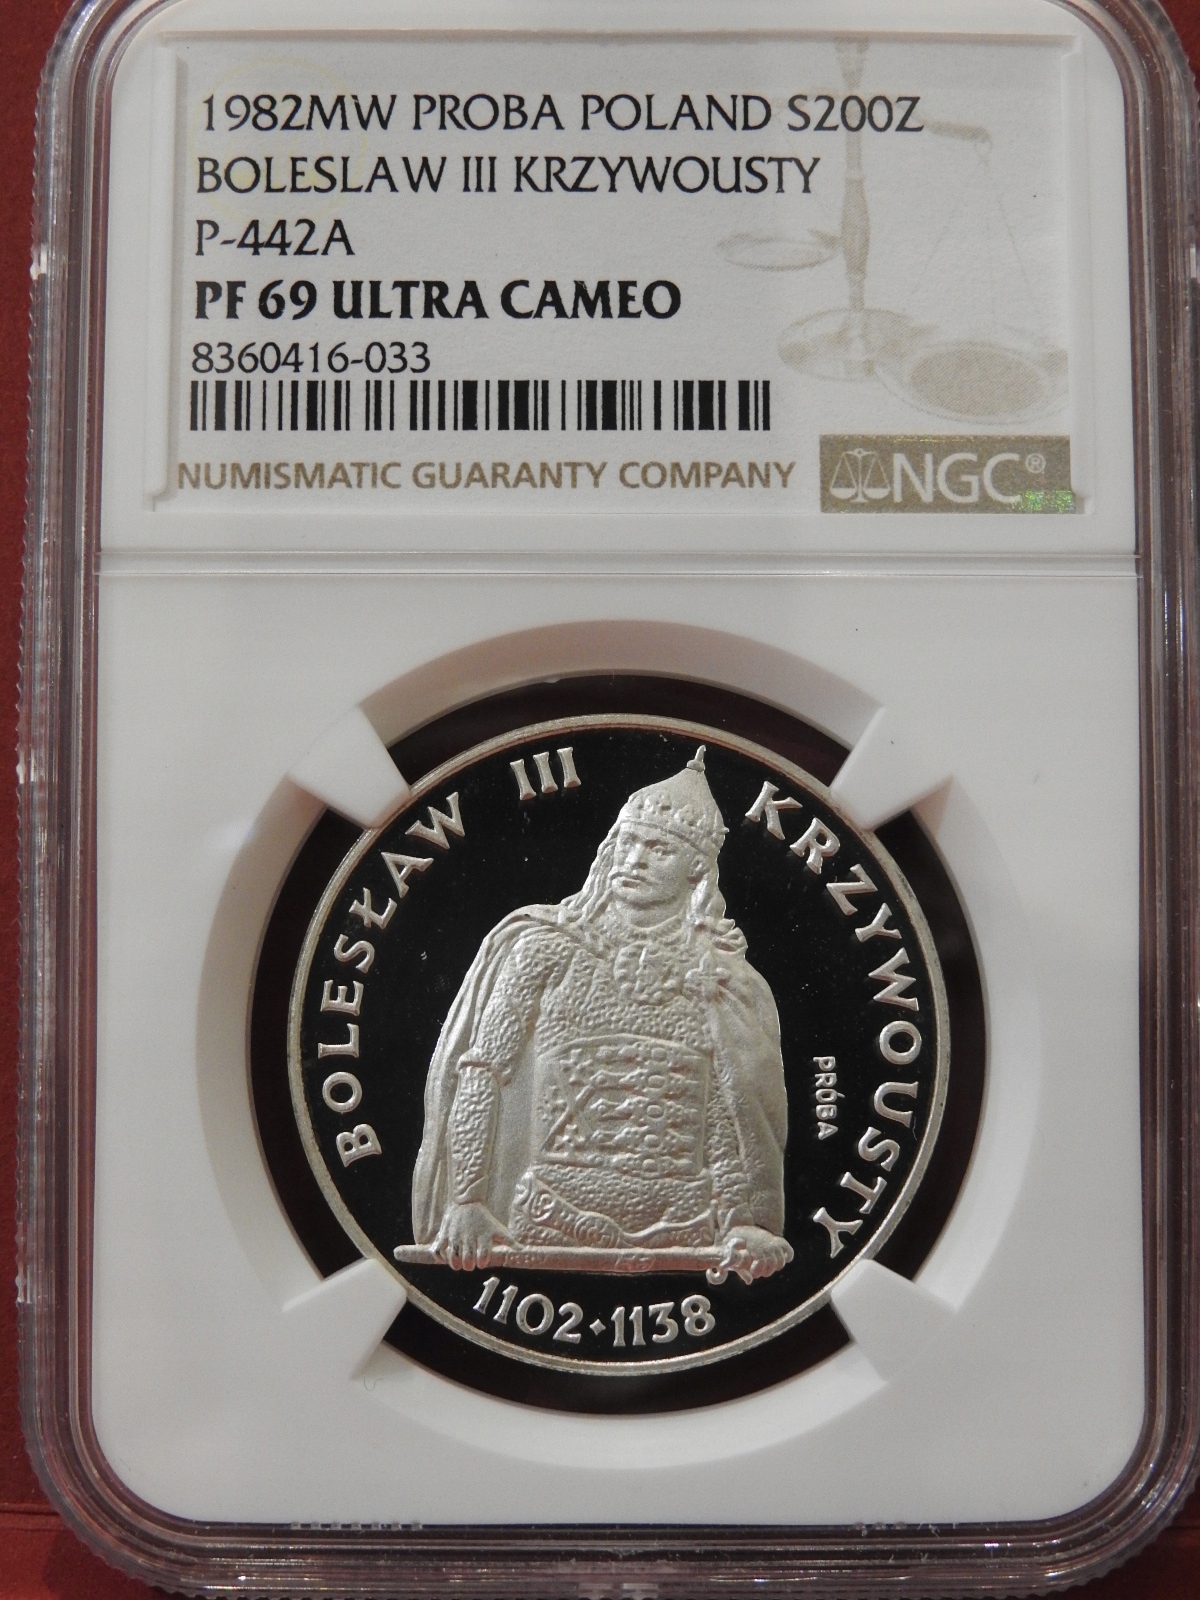 1982MW PROBA POLAND S200Z
BOLESLAW III KRZYWOUSTY
P-442A
PF 69 ULTRA CAMEO
8360416-033
NUMISMATIC GUARANTY COMPANY
NGC®
BOLESŁAW III KRZYWOUSTY
PRÓBA
1102·1138